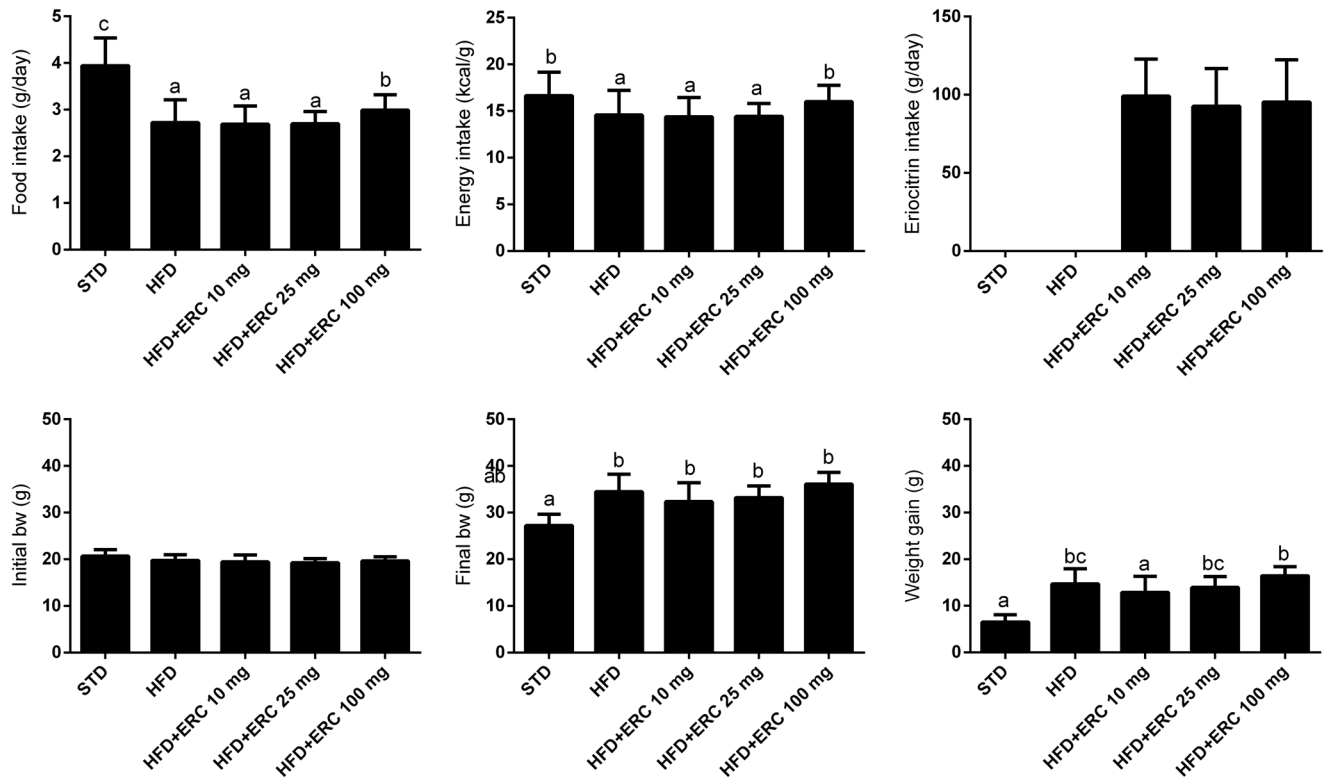 Food intake (g/day)
5
4
3
2
1
0
c
a
a
a
b
STD
HFD
HFD+ERC 10 mg
HFD+ERC 25 mg
HFD+ERC 100 mg
Energy intake (kcal/g)
25
20
15
10
5
0
b
a
a
a
b
STD
HFD
HFD+ERC 10 mg
HFD+ERC 25 mg
HFD+ERC 100 mg
Eriocitrin intake (g/day)
150
100
50
0
STD
HFD
HFD+ERC 10 mg
HFD+ERC 25 mg
HFD+ERC 100 mg
Initial bw (g)
50
40
30
20
10
0
STD
HFD
HFD+ERC 10 mg
HFD+ERC 25 mg
HFD+ERC 100 mg
Final bw (g)
50
40
ab
30
20
10
0
a
b
b
b
b
STD
HFD
HFD+ERC 10 mg
HFD+ERC 25 mg
HFD+ERC 100 mg
Weight gain (g)
50
40
30
20
10
0
a
bc
a
bc
b
STD
HFD
HFD+ERC 10 mg
HFD+ERC 25 mg
HFD+ERC 100 mg